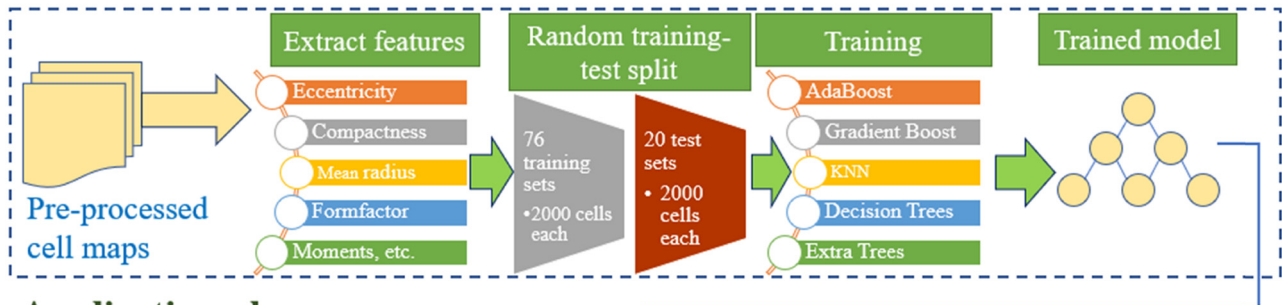 Pre-processed
cell maps
Extract features
Eccentricity
Compactness
Mean radius
Formfactor
Moments, etc.
Random training-
test split
76
training
sets
•2000 cells
each
20 test
sets
• 2000
cells
each
Training
AdaBoost
Gradient Boost
KNN
Decision Trees
Extra Trees
Trained model